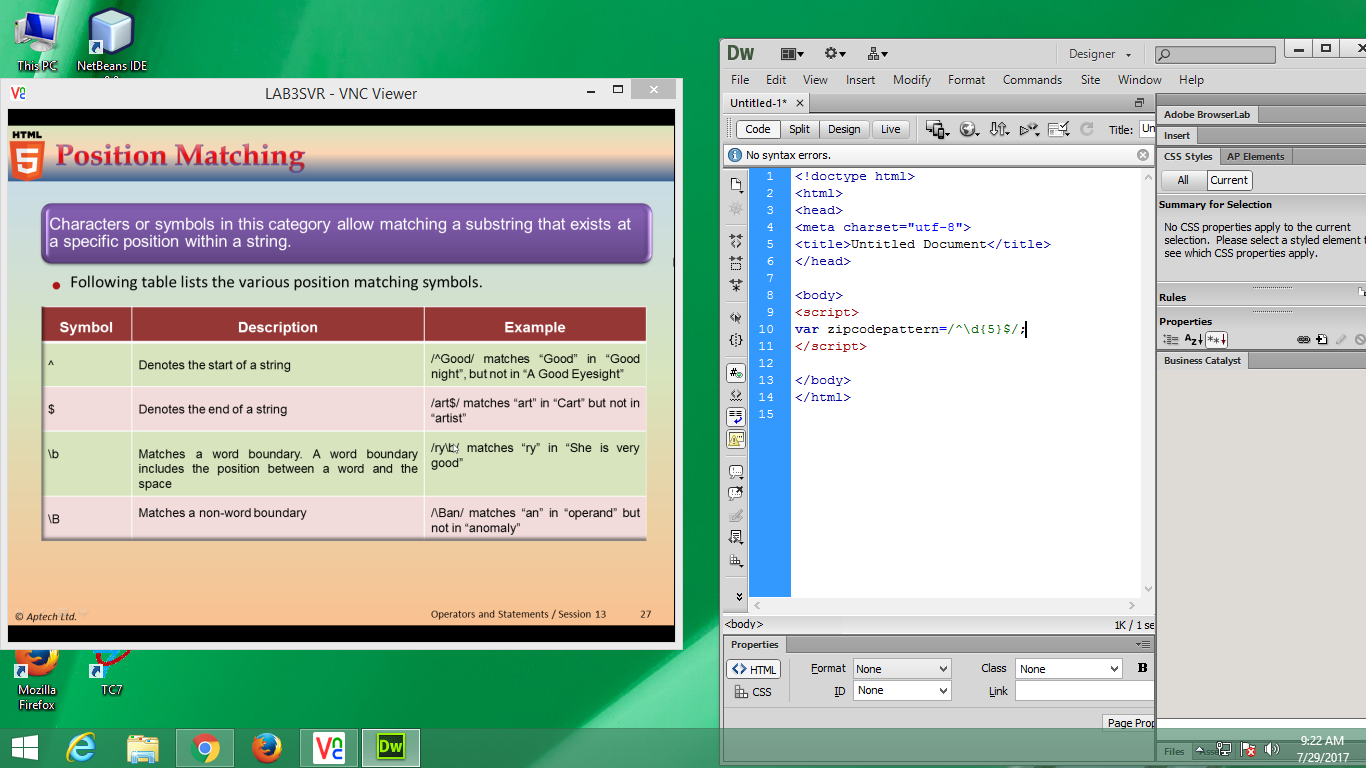 This PC
NetBeans IDE
LAB3SVR - VNC Viewer
HTML
5
Position Matching
Characters or symbols in this category allow matching a substring that exists at
a specific position within a string.
Following table lists the various position matching symbols.
Symbol Description Example
^ Denotes the start of a string /^Good/ matches “Good” in “Good
night”, but not in “A Good Eyesight”
$ Denotes the end of a string /art$/ matches “art” in “Cart” but not in
“artist”
\b Matches a word boundary. A word boundary
includes the position between a word and the
space
/ry\b/ matches “ry” in “She is very
good”
\B Matches a non-word boundary /\Ban/ matches “an” in “operand” but
not in “anomaly”
© Aptech Ltd. Operators and Statements / Session 13 27
Mozilla
Firefox
TC7
Dw Designer
File Edit View Insert Modify Format Commands Site Window Help
Untitled-1* ×
Code Split Design Live Title: Un
No syntax errors.
1 <!doctype html>
2 <html>
3 <head>
4 <meta charset="utf-8">
5 <title>Untitled Document</title>
6 </head>
7
8 <body>
9 <script>
10 var zipcodepattern=/^\d{5}$/;
11 </script>
12
13 </body>
14 </html>
15
<body> 1K / 1 se
Properties
HTML Format None Class None B
CSS ID None Link
Page Prop
Adobe BrowserLab
Insert
CSS Styles AP Elements
All Current
Summary for Selection
No CSS properties apply to the current
selection. Please select a styled element t
see which CSS properties apply.
Rules
Properties
Business Catalyst
Files Asse
Dw
9:22 AM
7/29/2017